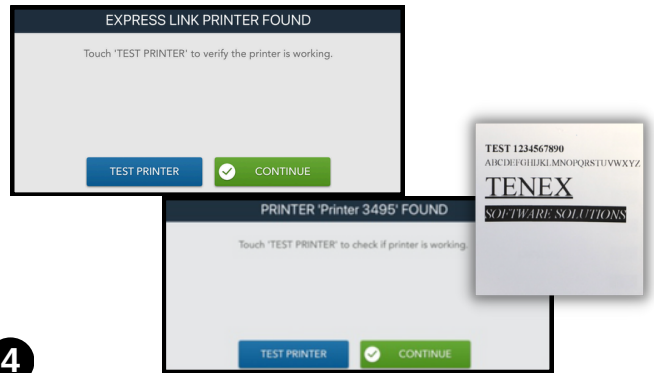 EXPRESS LINK PRINTER FOUND
Touch 'TEST PRINTER' to verify the printer is working.
TEST PRINTER
CONTINUE
TEST 1234567890
ABCDEFGHIJKLMNOPQRSTUVWXYZ
TENEX
SOFTWARE SOLUTIONS
PRINTER 'Printer 3495' FOUND
Touch 'TEST PRINTER' to check if printer is working.
TEST PRINTER
CONTINUE
4